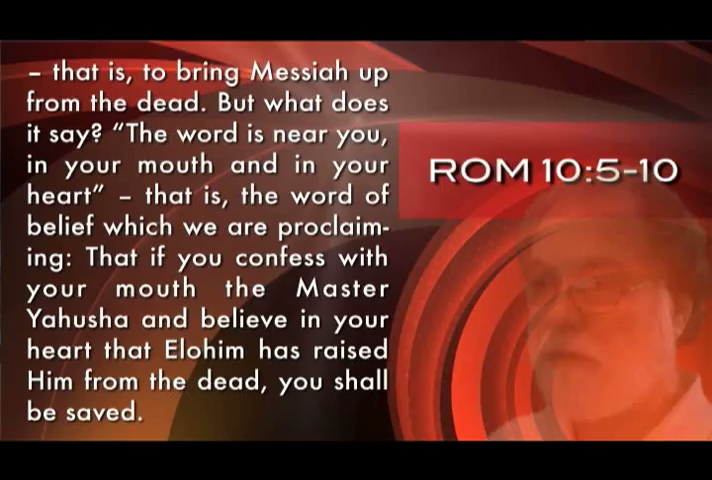 – that is, to bring Messiah up
from the dead. But what does
it say? “The word is near you,
in your mouth and in your
heart” – that is, the word of
belief which we are proclaim-
ing: That if you confess with
your mouth the Master
Yahusha and believe in your
heart that Elohim has raised
Him from the dead, you shall
be saved.
ROM 10:5-10